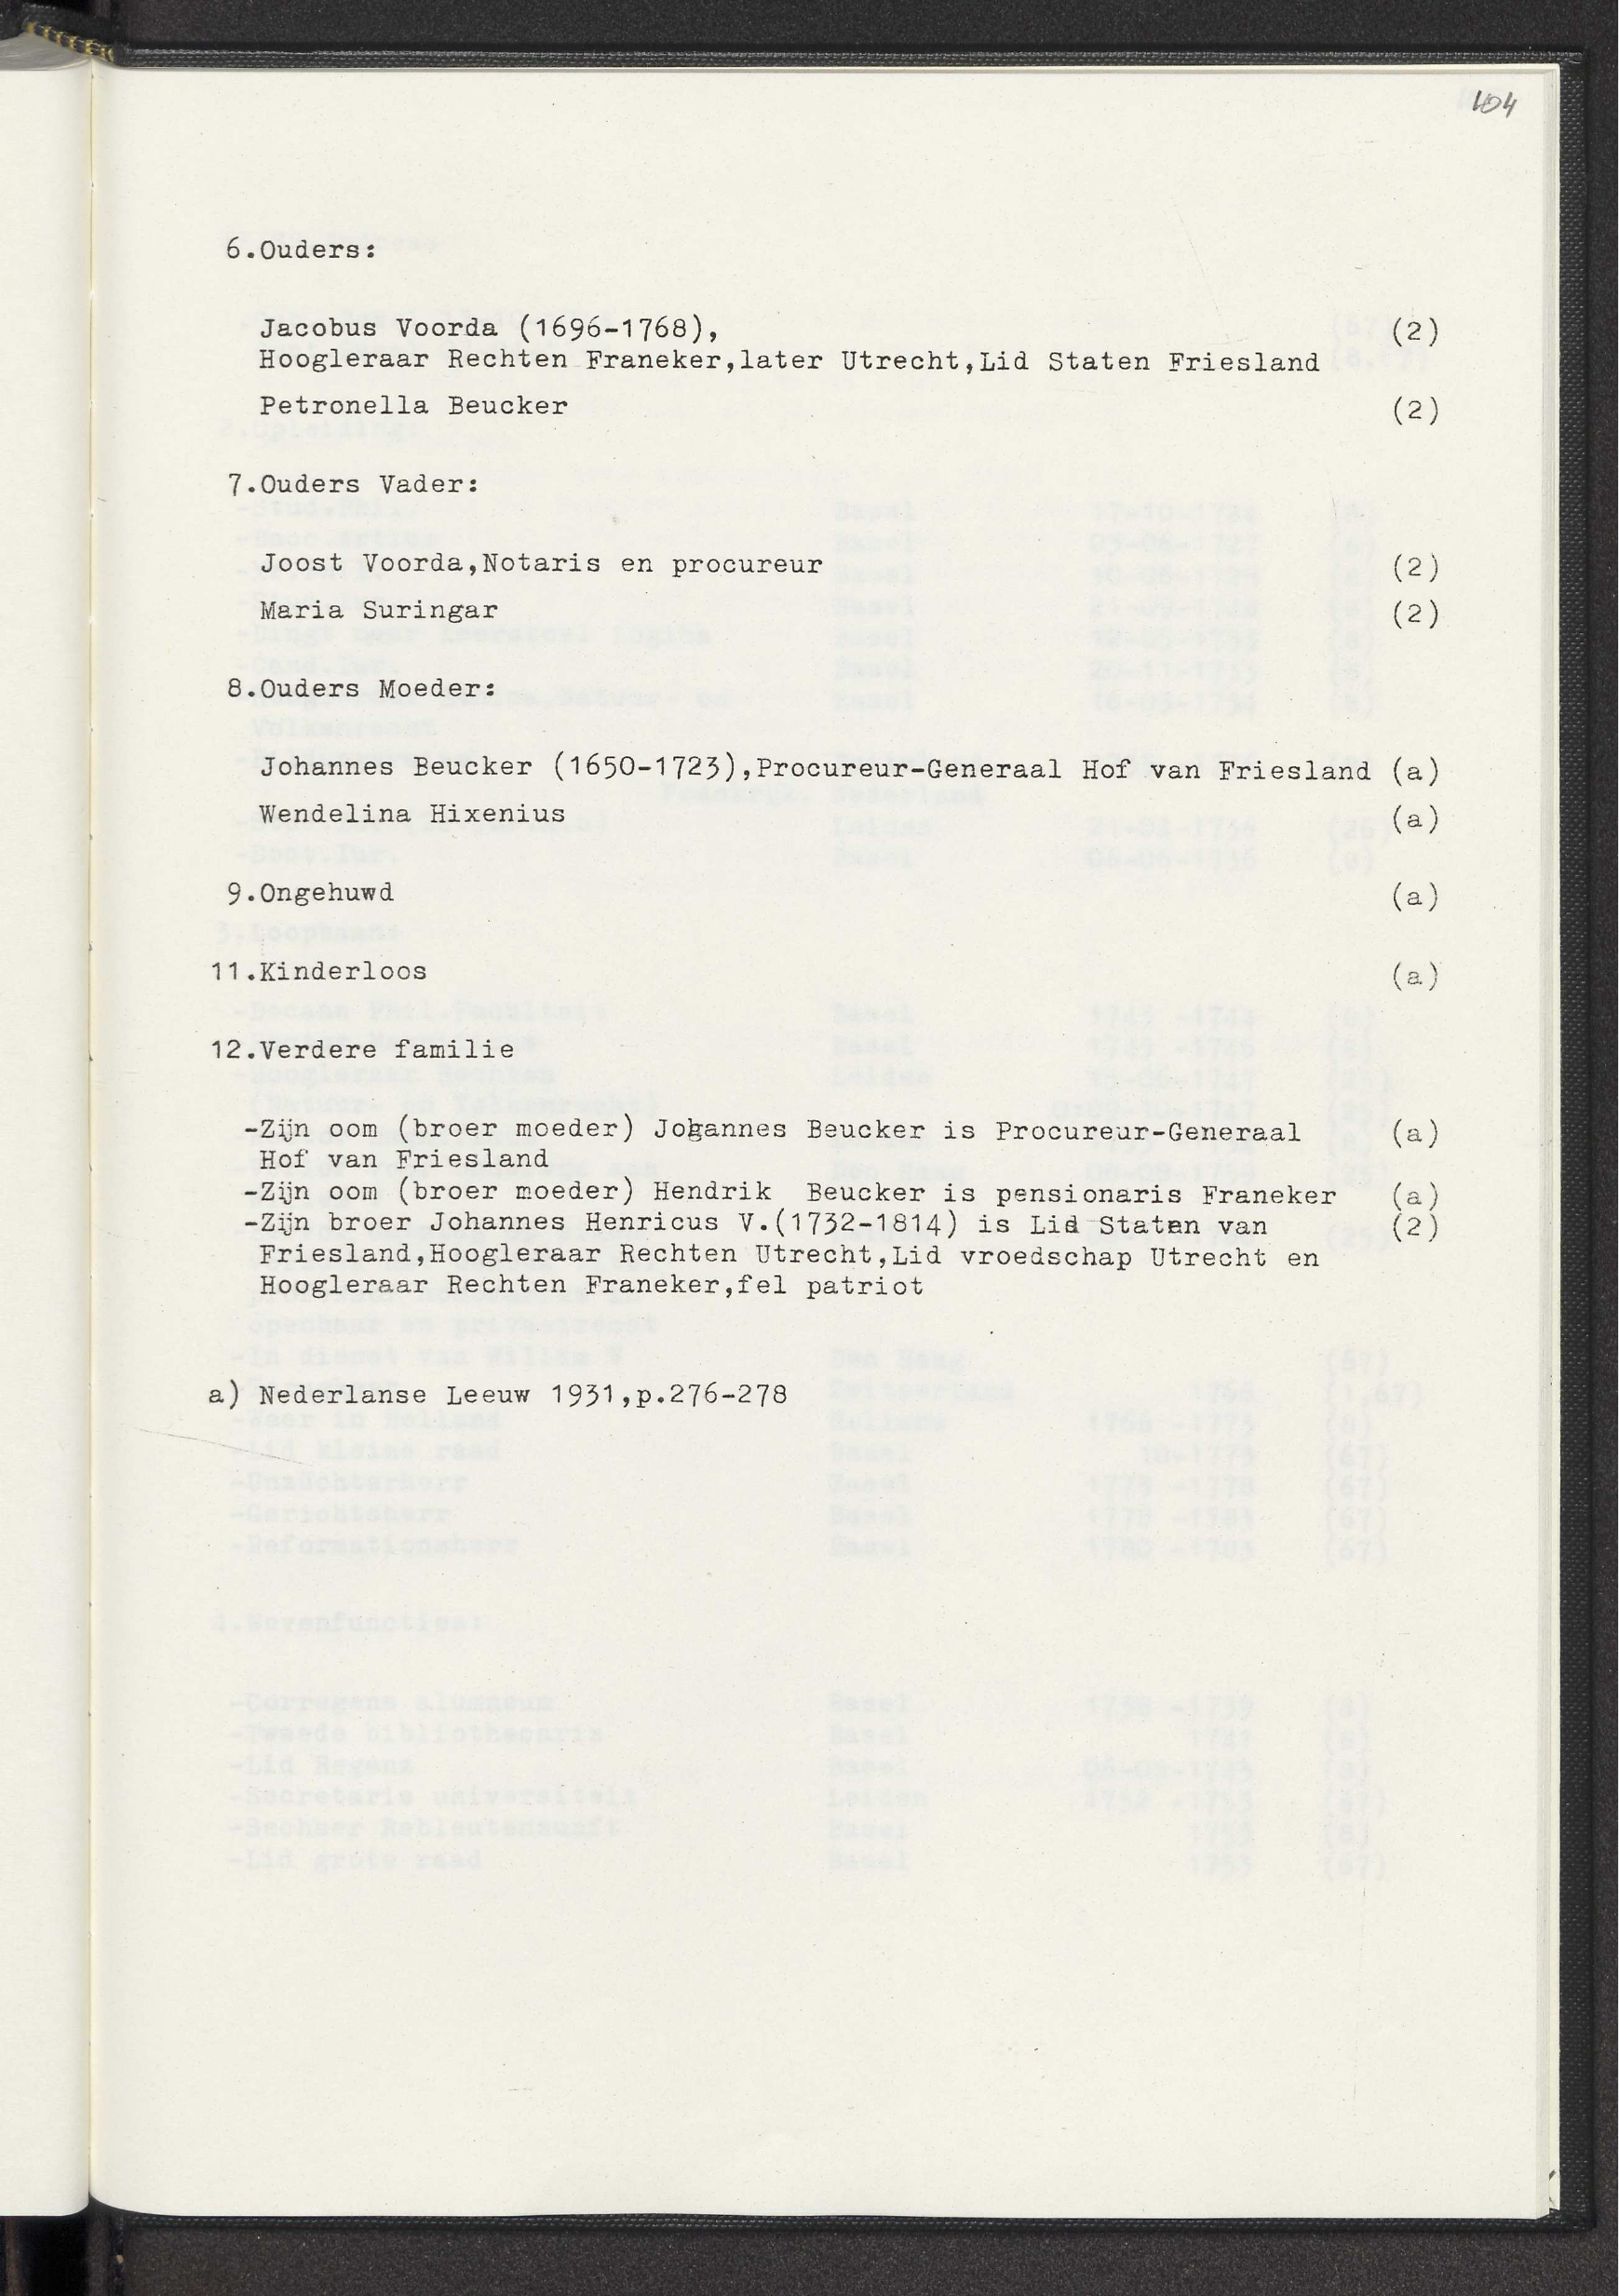 404
6.Ouders:
Jacobus Voorda (1696-1768), (2)
Hoogleraar Rechten Franeker,later Utrecht,Lid Staten Friesland
Petronella Beucker (2)
7.Ouders Vader:
Joost Voorda,Notaris en procureur (2)
Maria Suringar (2)
8.Ouders Moeder:
Johannes Beucker (1650-1723),Procureur-Generaal Hof van Friesland (a)
Wendelina Hixenius (a)
9.Ongehuwd (a)
11.Kinderloos (a)
12.Verdere familie
-Zijn oom (broer moeder) Johannes Beucker is Procureur-Generaal (a)
Hof van Friesland
-Zijn oom (broer moeder) Hendrik Beucker is pensionaris Franeker (a)
-Zijn broer Johannes Henricus V.(1732-1814) is Lid Staten van (2)
Friesland,Hoogleraar Rechten Utrecht,Lid vroedschap Utrecht en
Hoogleraar Rechten Franeker,fel patriot
a) Nederlanse Leeuw 1931,p.276-278